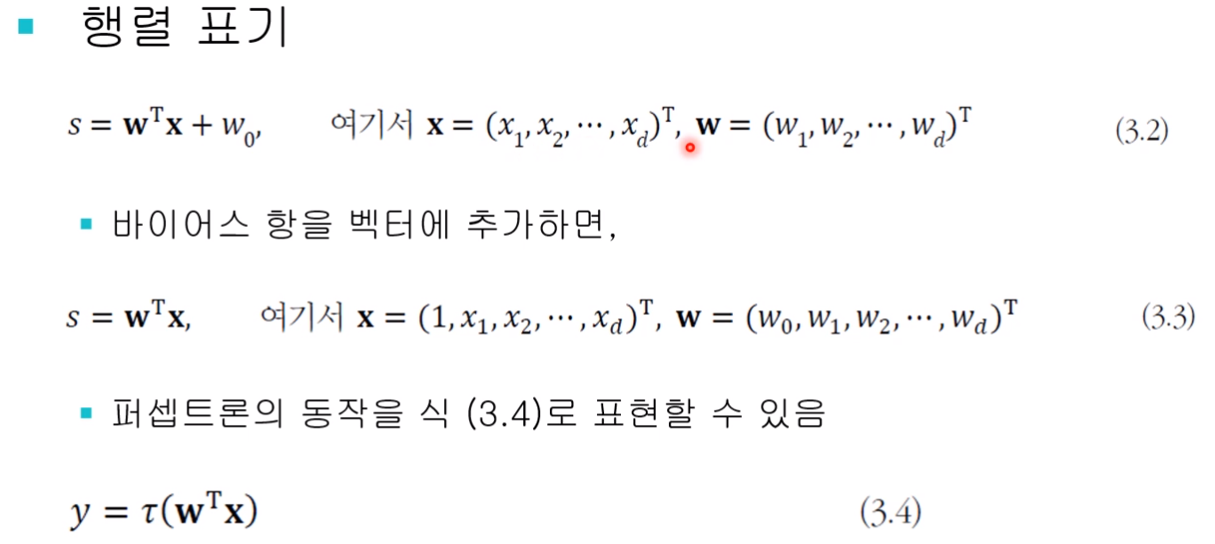 ▪ 행렬 표기
s = wᵀx + w₀, 여기서 x = (x₁, x₂, ⋯ , x_d)ᵀ, w = (w₁, w₂, ⋯ , w_d)ᵀ (3.2)
▪ 바이어스 항을 벡터에 추가하면,
s = wᵀx, 여기서 x = (1, x₁, x₂, ⋯ , x_d)ᵀ, w = (w₀, w₁, w₂, ⋯ , w_d)ᵀ (3.3)
▪ 퍼셉트론의 동작을 식 (3.4)로 표현할 수 있음
y = τ(wᵀx) (3.4)